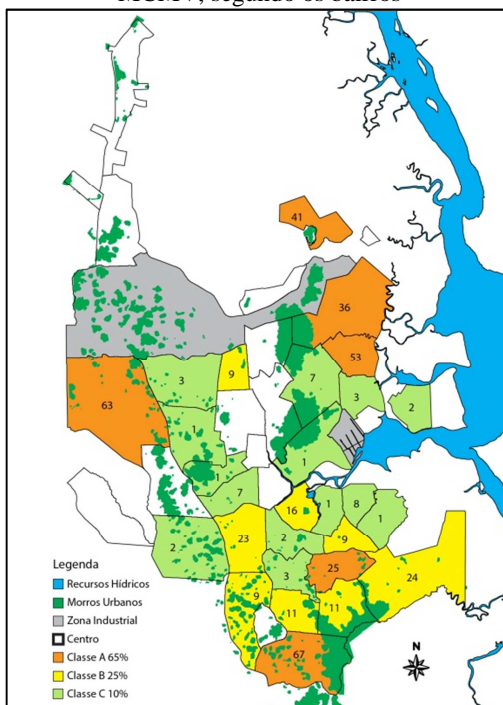 MCMV, segundo os bairros
41
36
53
9
3
7
63
3
2
1
1
1
7
16
1
8
1
23
2
9
2
25
24
3
9
11
11
67
N
Legenda
Recursos Hídricos
Morros Urbanos
Zona Industrial
Centro
Classe A 65%
Classe B 25%
Classe C 10%